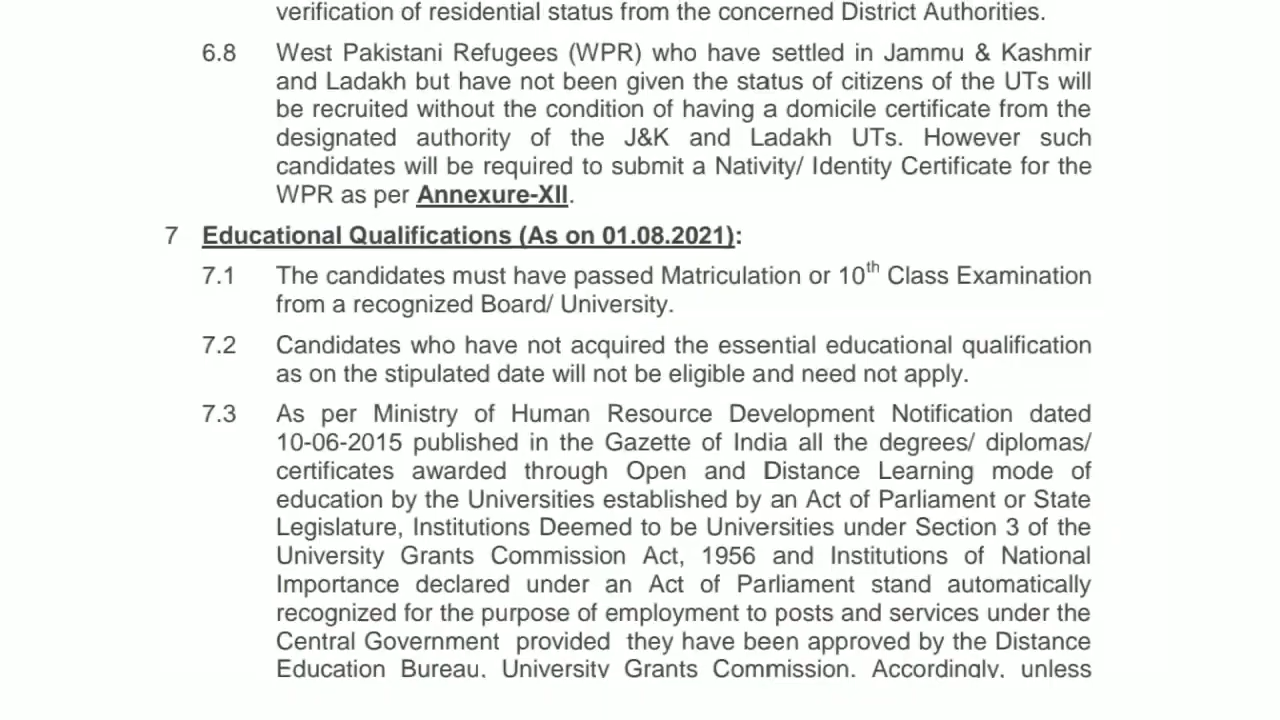 verification of residential status from the concerned District Authorities.
6.8 West Pakistani Refugees (WPR) who have settled in Jammu & Kashmir
and Ladakh but have not been given the status of citizens of the UTs will
be recruited without the condition of having a domicile certificate from the
designated authority of the J&K and Ladakh UTs. However such
candidates will be required to submit a Nativity/ Identity Certificate for the
WPR as per Annexure-XII.
7 Educational Qualifications (As on 01.08.2021):
7.1 The candidates must have passed Matriculation or 10th Class Examination
from a recognized Board/ University.
7.2 Candidates who have not acquired the essential educational qualification
as on the stipulated date will not be eligible and need not apply.
7.3 As per Ministry of Human Resource Development Notification dated
10-06-2015 published in the Gazette of India all the degrees/ diplomas/
certificates awarded through Open and Distance Learning mode of
education by the Universities established by an Act of Parliament or State
Legislature, Institutions Deemed to be Universities under Section 3 of the
University Grants Commission Act, 1956 and Institutions of National
Importance declared under an Act of Parliament stand automatically
recognized for the purpose of employment to posts and services under the
Central Government provided they have been approved by the Distance
Education Bureau, University Grants Commission. Accordingly, unless